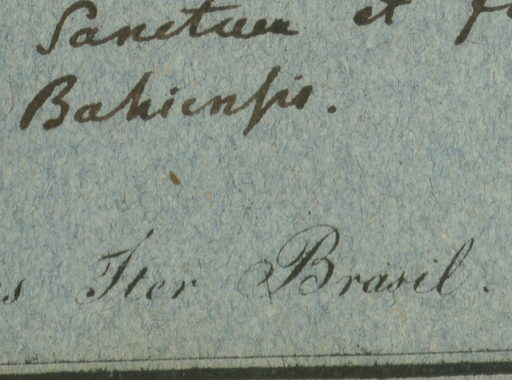 Sanctum et
Bahiensis.
s Iter Brasil.